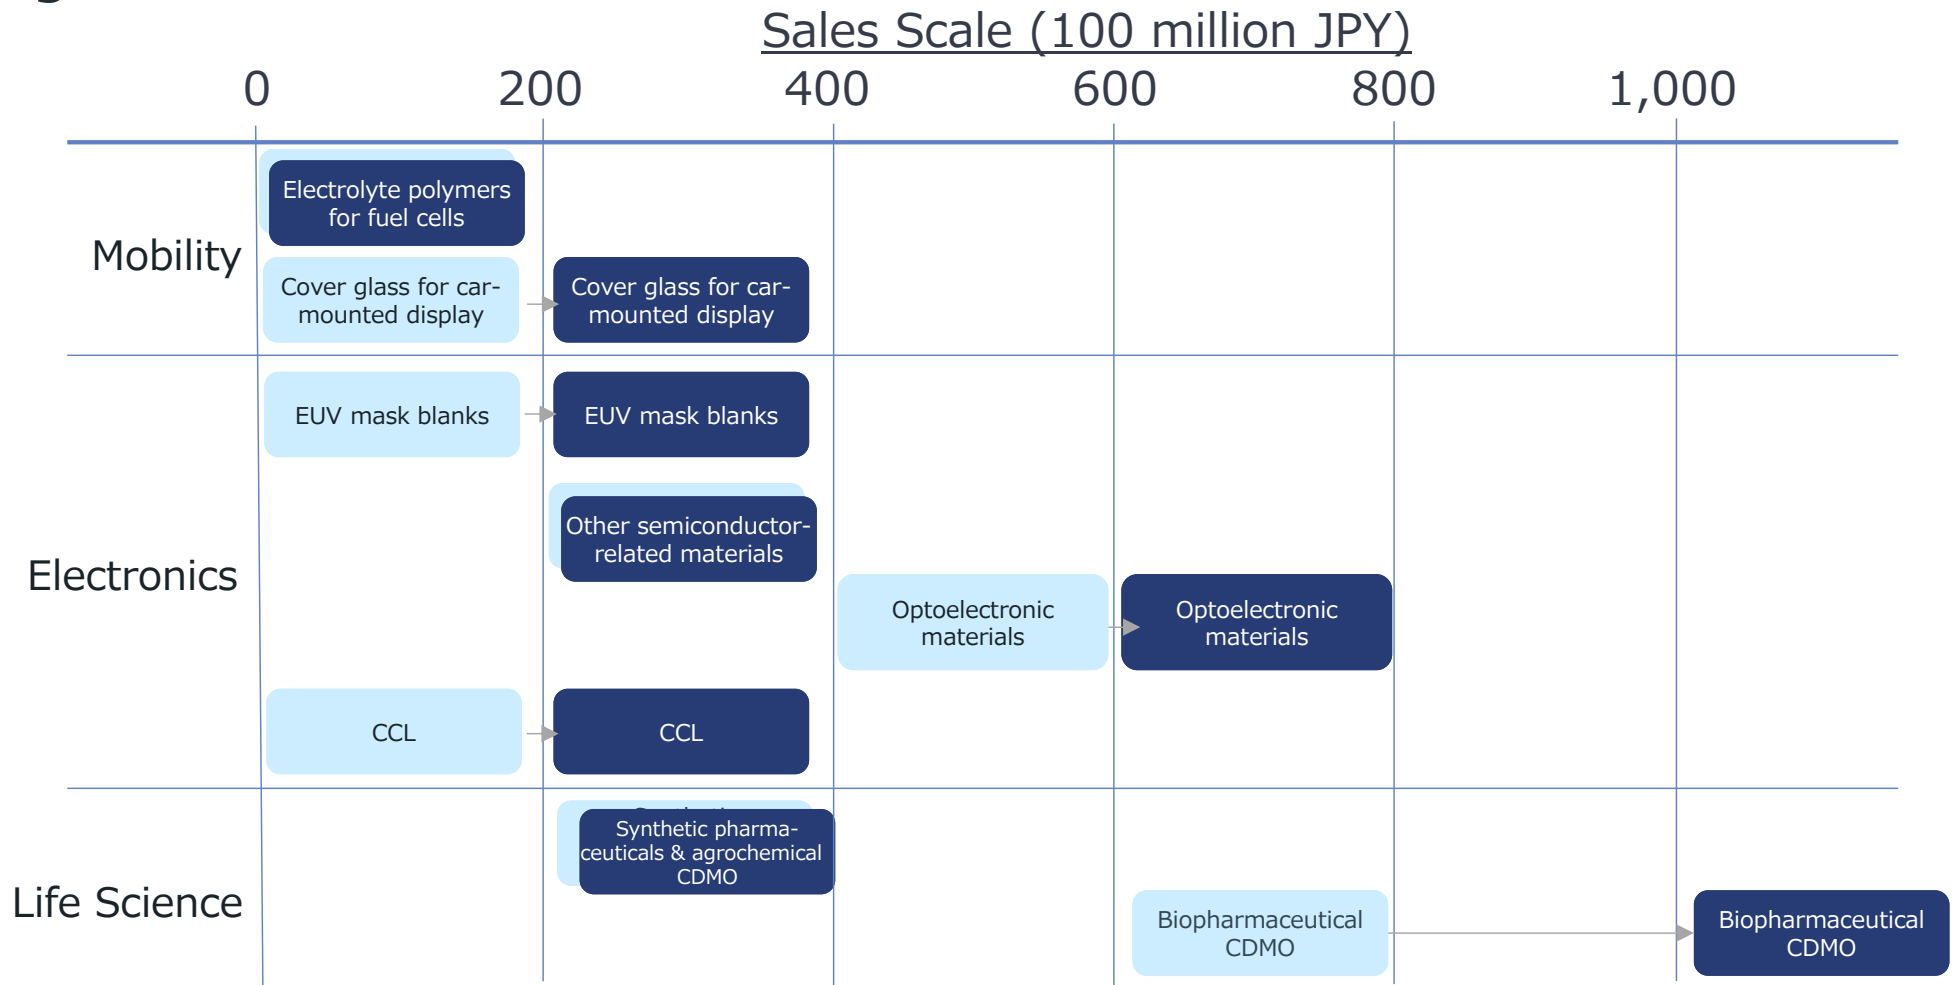 Sales Scale (100 million JPY)
0 200 400 600 800 1,000
Mobility
Electrolyte polymers
for fuel cells
Cover glass for car-
mounted display
Cover glass for car-
mounted display
Electronics
EUV mask blanks
EUV mask blanks
Other semiconductor-
related materials
Optoelectronic
materials
Optoelectronic
materials
CCL
CCL
Life Science
Synthetic pharma-
ceuticals & agrochemical
CDMO
Biopharmaceutical
CDMO
Biopharmaceutical
CDMO